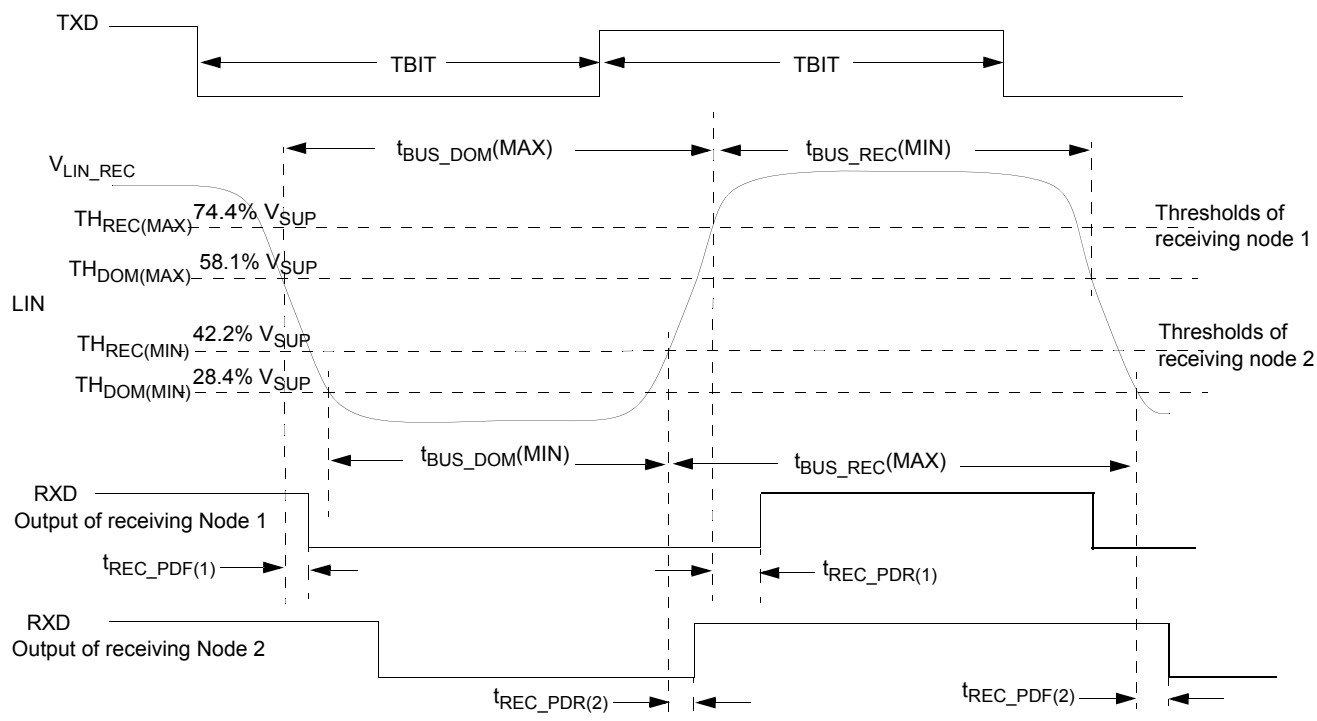 TXD
TBIT TBIT
tBUS_DOM(MAX) tBUS_REC(MIN)
VLIN_REC
THREC(MAX) 74.4% VSUP
Thresholds of
receiving node 1
THDOM(MAX) 58.1% VSUP
LIN
THREC(MIN) 42.2% VSUP
Thresholds of
receiving node 2
THDOM(MIN) 28.4% VSUP
tBUS_DOM(MIN) tBUS_REC(MAX)
RXD
Output of receiving Node 1
tREC_PDF(1) tREC_PDR(1)
RXD
Output of receiving Node 2
tREC_PDR(2) tREC_PDF(2)